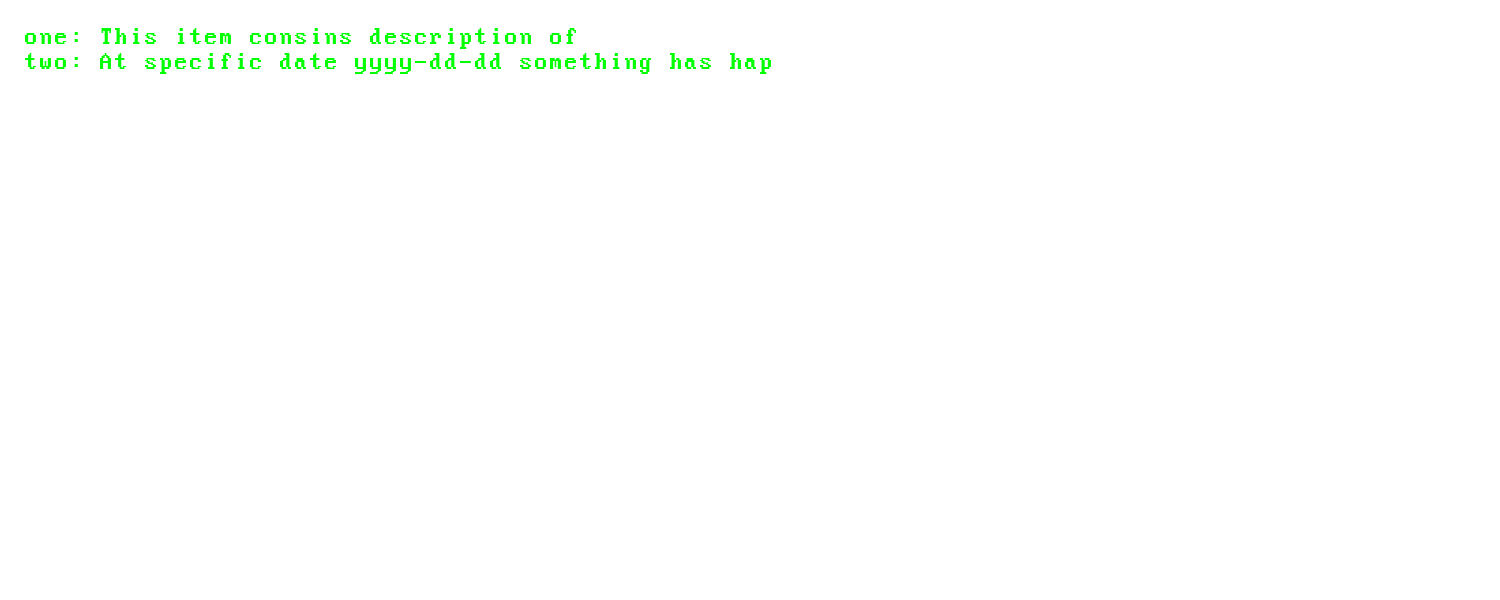 one: This item consins description of
two: At specific date yyyy-dd-dd something has hap